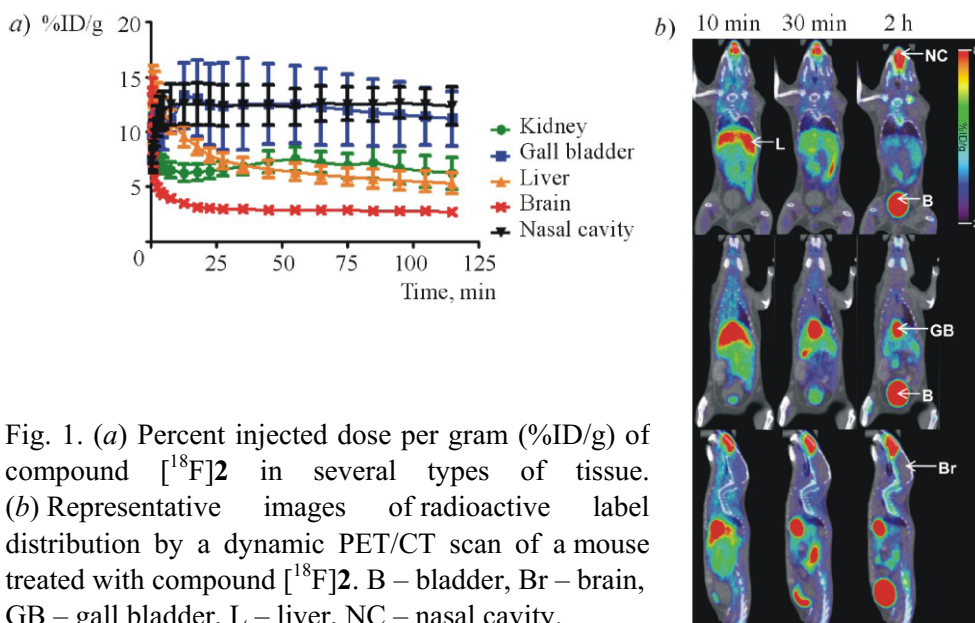 a) %ID/g
20
15
10
5
0
25
50
75
100
125
Time, min
Kidney
Gall bladder
Liver
Brain
Nasal cavity
b) 10 min 30 min 2 h
NC
L
B
%ID/g
GB
B
Br
Fig. 1. (a) Percent injected dose per gram (%ID/g) of
compound [¹⁸F]2 in several types of tissue.
(b) Representative images of radioactive label
distribution by a dynamic PET/CT scan of a mouse
treated with compound [¹⁸F]2. B – bladder, Br – brain,
GB – gall bladder, L – liver, NC – nasal cavity.